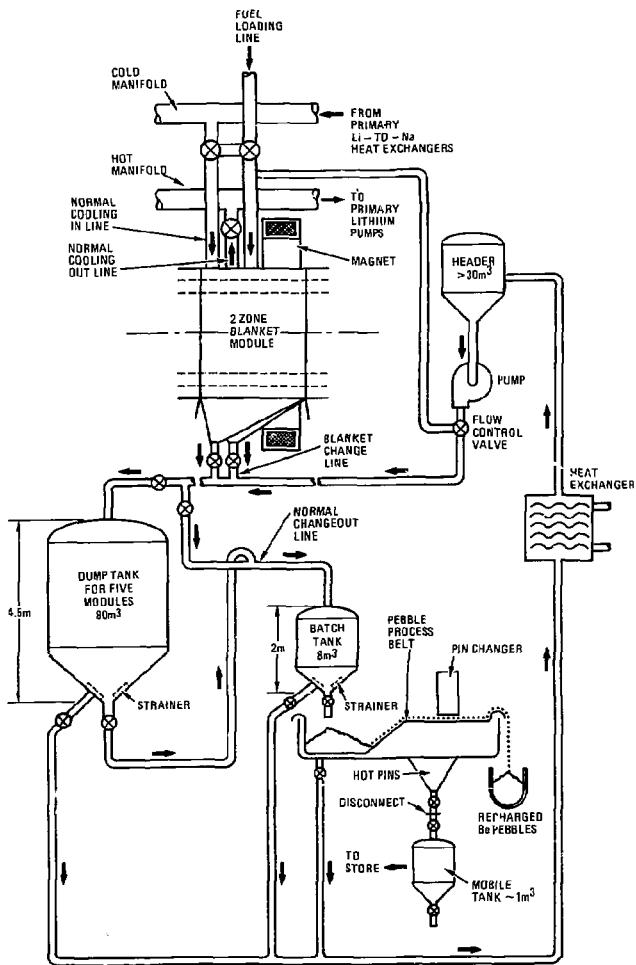 FUEL
LOADING
LINE
COLD
MANIFOLD
FROM
PRIMARY
Li – TO – Na
HEAT EXCHANGERS
HOT
MANIFOLD
TO
PRIMARY
LITHIUM
PUMPS
NORMAL
COOLING
IN LINE
NORMAL
COOLING
OUT LINE
MAGNET
HEADER
>30m³
2 ZONE
BLANKET
MODULE
PUMP
FLOW
CONTROL
VALVE
BLANKET
CHANGE
LINE
HEAT
EXCHANGER
NORMAL
CHANGEOUT
LINE
DUMP TANK
FOR FIVE
MODULES
80m³
4.5m
BATCH
TANK
8m³
2m
PEBBLE
PROCESS
BELT
PIN CHANGER
STRAINER
STRAINER
HOT PINS
DISCONNECT
RECHARGED
Be PEBBLES
TO
STORE
MOBILE
TANK ~1m³